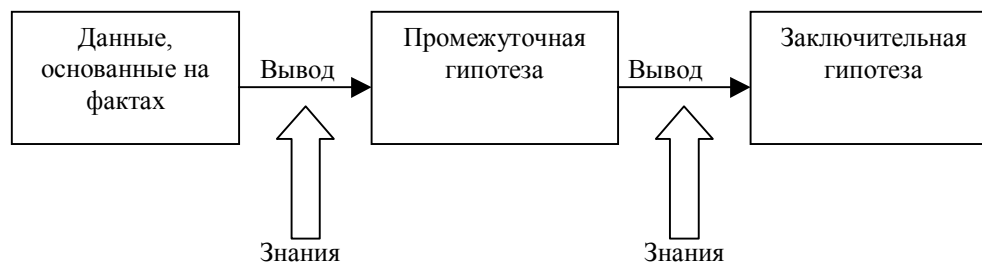 Данные,
основанные на
фактах
Вывод
Промежуточная
гипотеза
Вывод
Заключительная
гипотеза
Знания
Знания